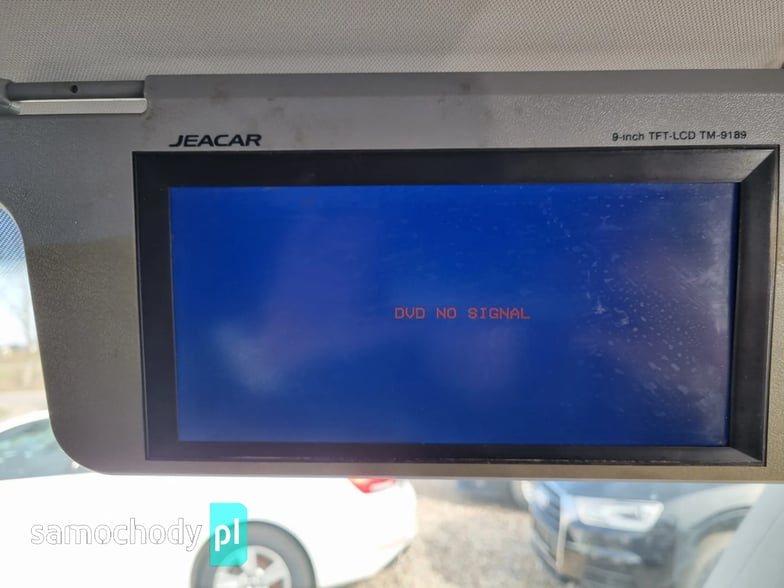 JEACAR
9-inch TFT-LCD TM-9189
DVD NO SIGNAL
samochody pl